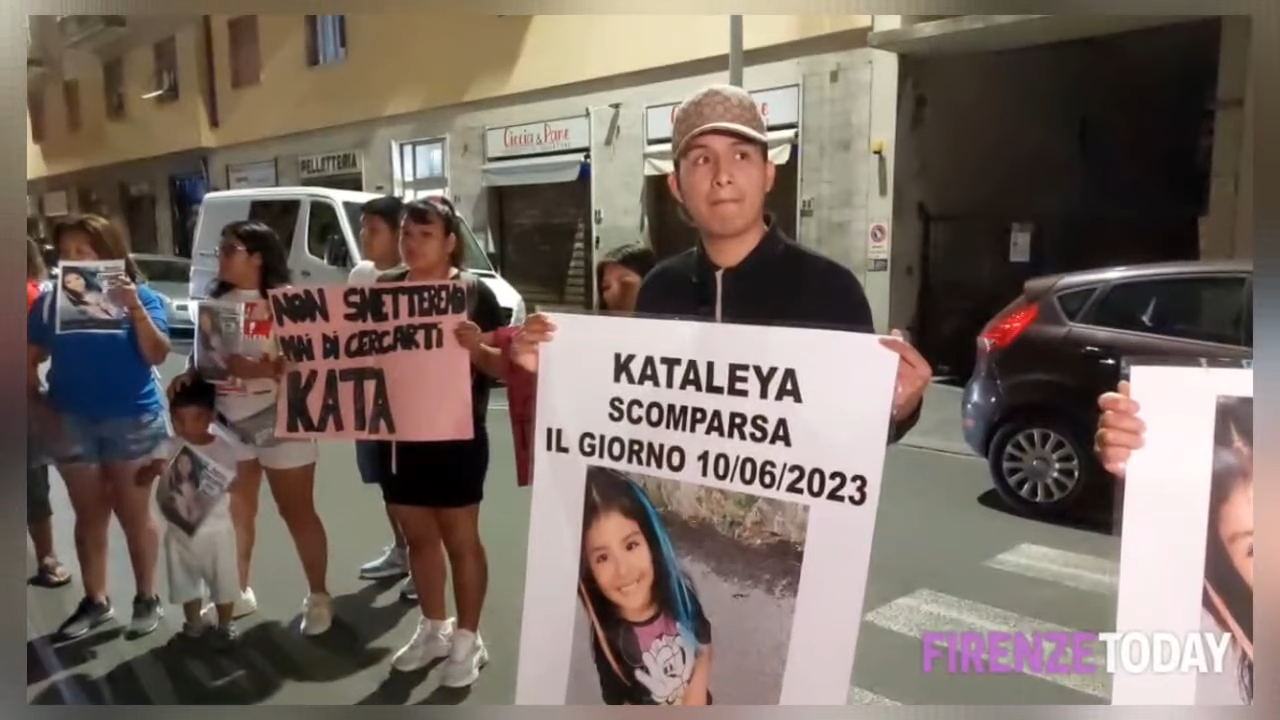 PELLETTERIA
Ciccia & Pane
NON SMETTEREMO
MAI DI CERCARTI
KATA
KATALEYA
SCOMPARSA
IL GIORNO 10/06/2023
FIRENZETODAY